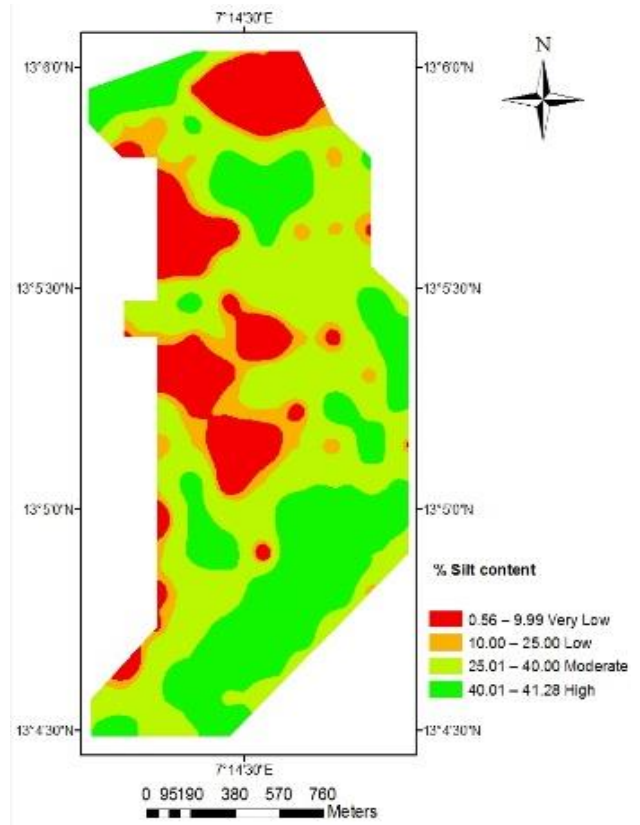 7°14'30"E
N
13°6'0"N 13°6'0"N
13°5'30"N 13°5'30"N
13°5'0"N 13°5'0"N
% Silt content
0.56 – 9.99 Very Low
10.00 – 25.00 Low
25.01 – 40.00 Moderate
40.01 – 41.28 High
13°4'30"N 13°4'30"N
7°14'30"E
0 95190 380 570 760
Meters